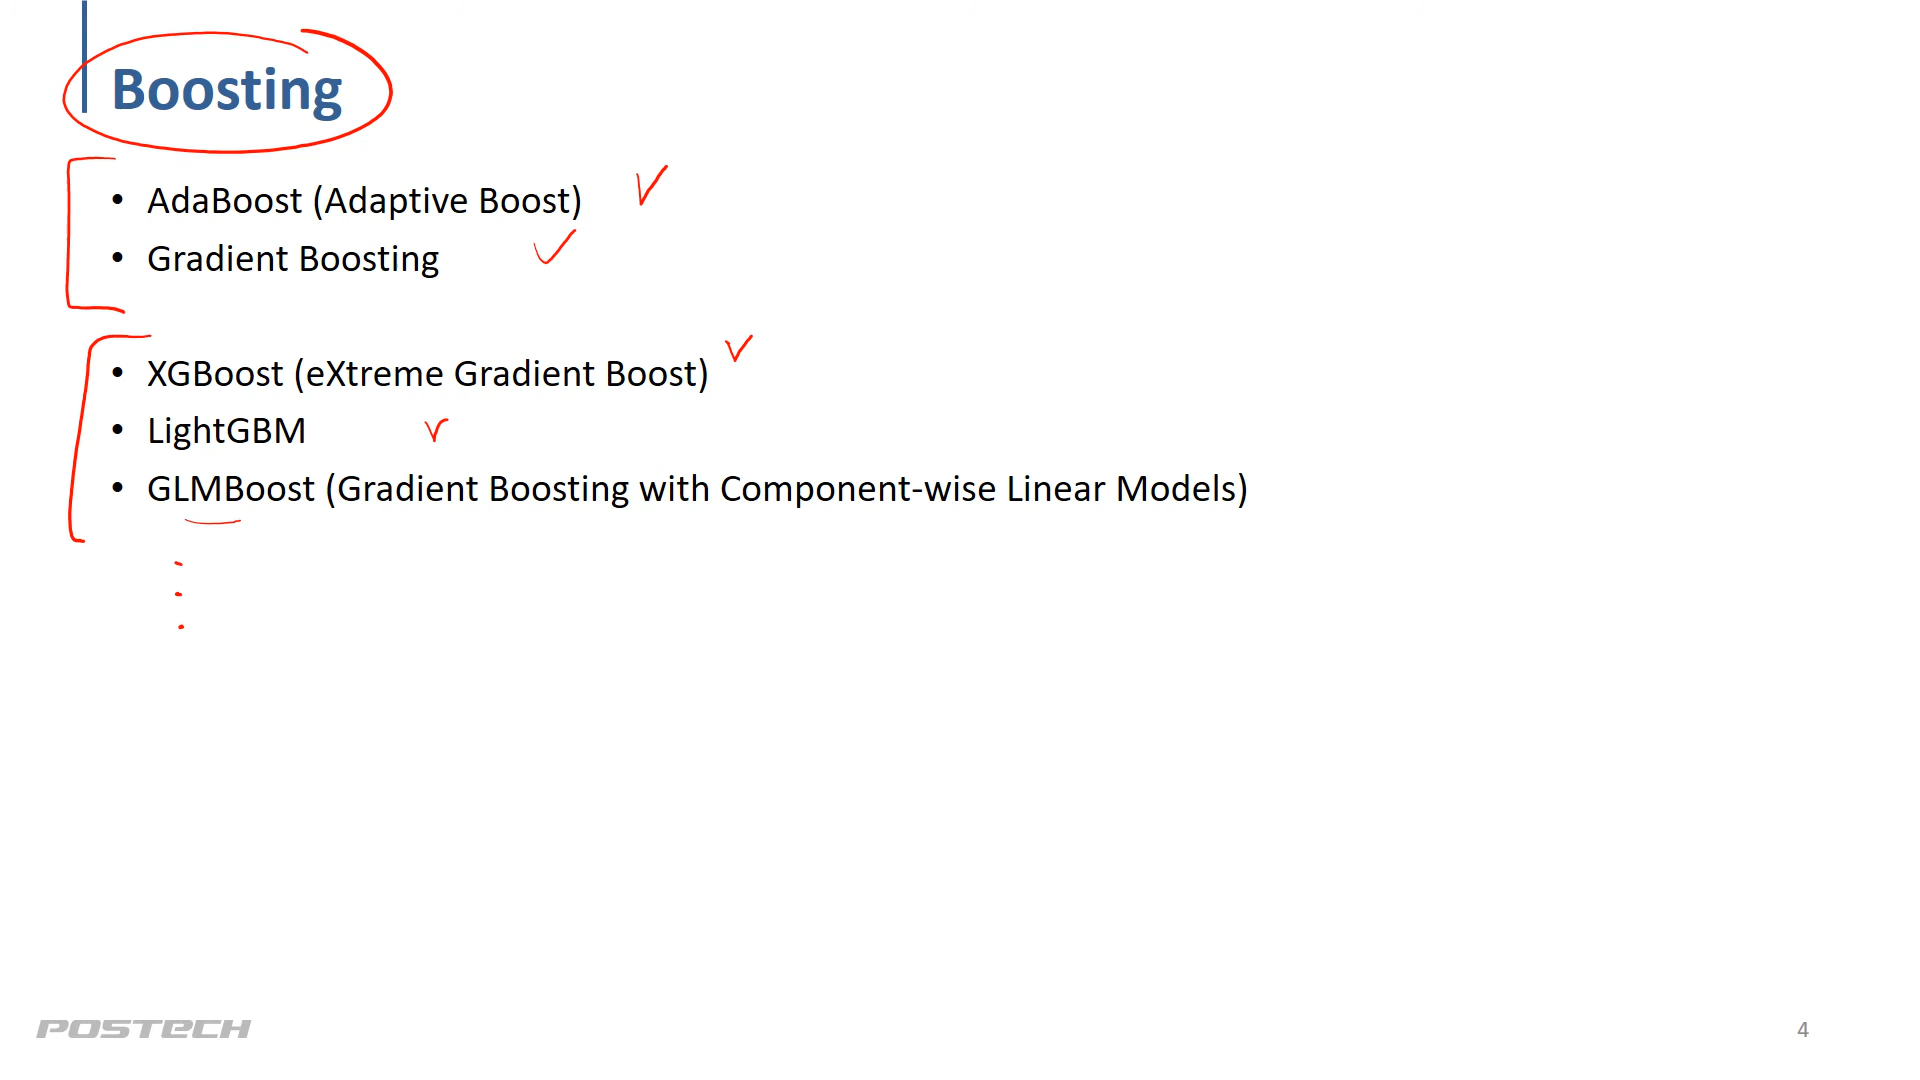 Boosting
• AdaBoost (Adaptive Boost)
• Gradient Boosting
• XGBoost (eXtreme Gradient Boost)
• LightGBM
• GLMBoost (Gradient Boosting with Component-wise Linear Models)
POSTECH
4